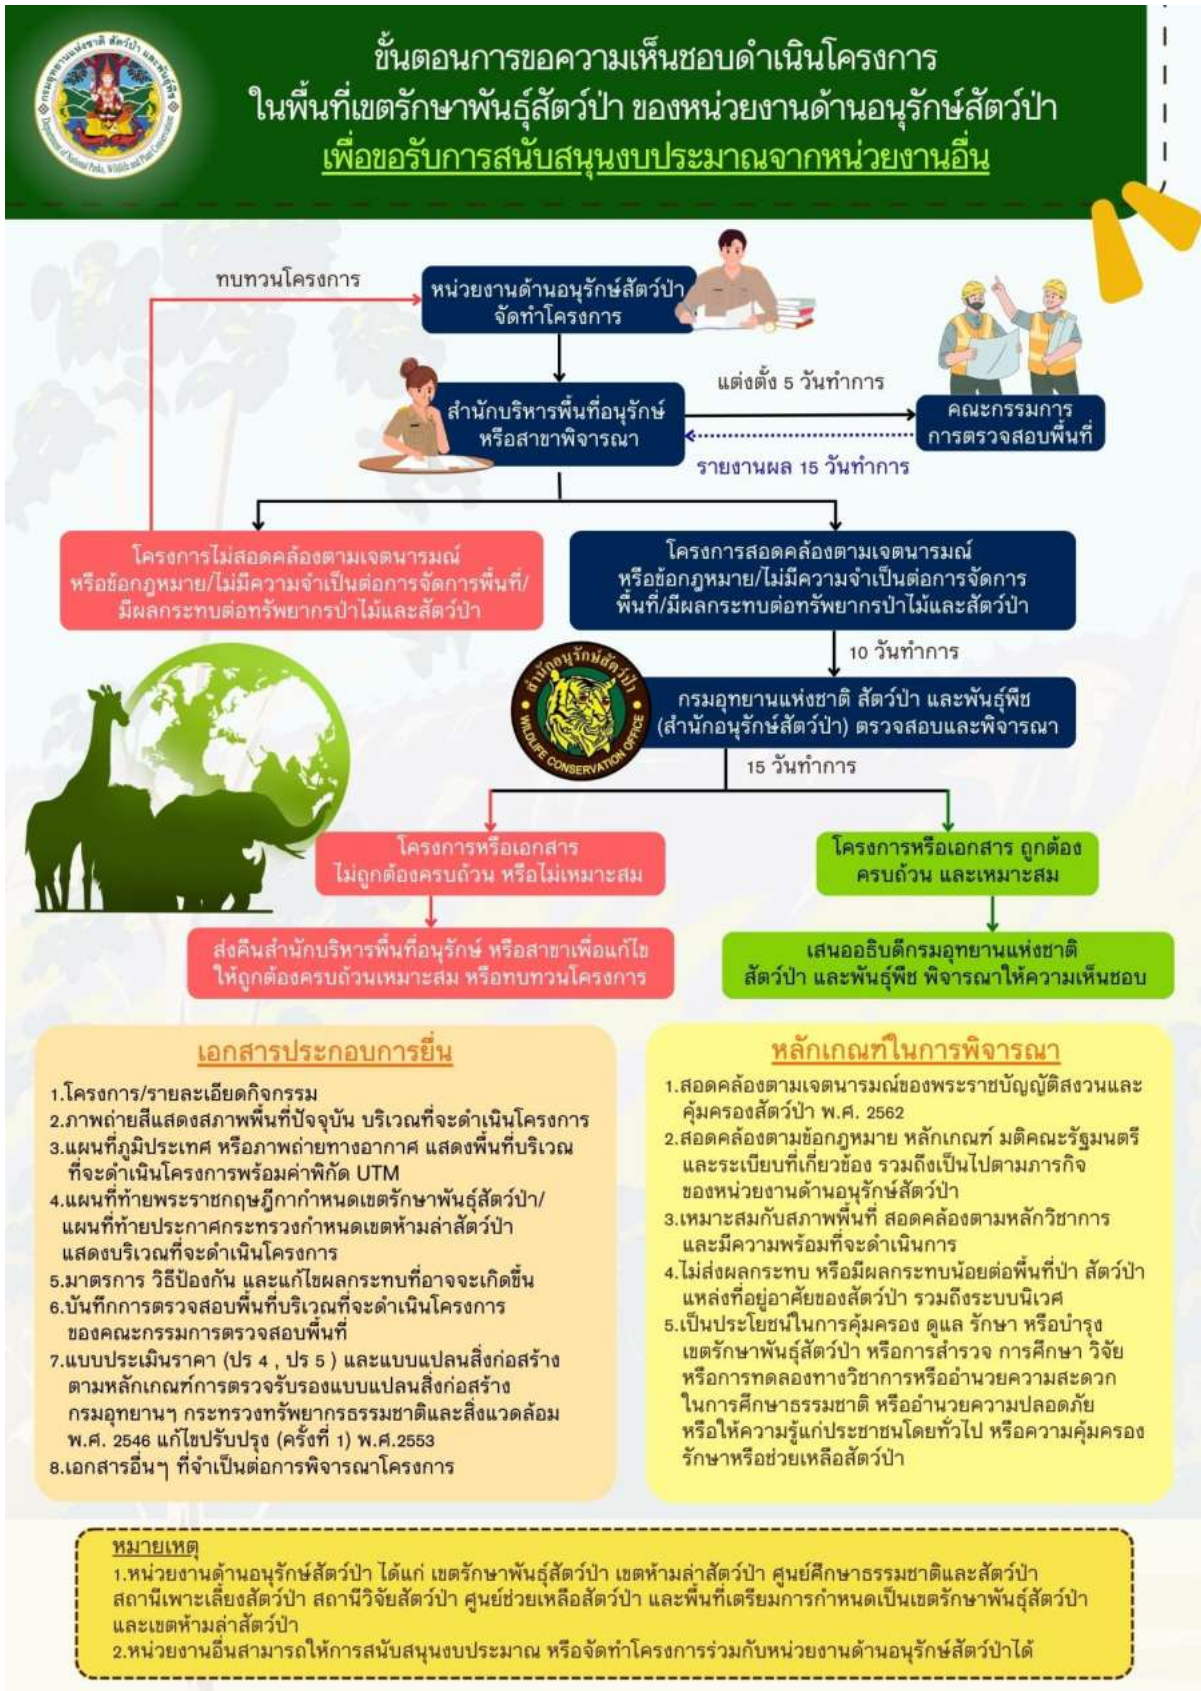 กรมอุทยานแห่งชาติ สัตว์ป่า และพันธุ์พืช
Department of National Parks, Wildlife and Plant Conservation
ขั้นตอนการขอความเห็นชอบดำเนินโครงการ
ในพื้นที่เขตรักษาพันธุ์สัตว์ป่า ของหน่วยงานด้านอนุรักษ์สัตว์ป่า
เพื่อขอรับการสนับสนุนงบประมาณจากหน่วยงานอื่น
ทบทวนโครงการ
หน่วยงานด้านอนุรักษ์สัตว์ป่า
จัดทำโครงการ
สำนักบริหารพื้นที่อนุรักษ์
หรือสาขาพิจารณา
แต่งตั้ง 5 วันทำการ
คณะกรรมการ
การตรวจสอบพื้นที่
รายงานผล 15 วันทำการ
โครงการไม่สอดคล้องตามเจตนารมณ์
หรือข้อกฎหมาย/ไม่มีความจำเป็นต่อการจัดการพื้นที่/
มีผลกระทบต่อทรัพยากรป่าไม้และสัตว์ป่า
โครงการสอดคล้องตามเจตนารมณ์
หรือข้อกฎหมาย/ไม่มีความจำเป็นต่อการจัดการ
พื้นที่/มีผลกระทบต่อทรัพยากรป่าไม้และสัตว์ป่า
10 วันทำการ
สำนักอนุรักษ์สัตว์ป่า
WILDLIFE CONSERVATION OFFICE
กรมอุทยานแห่งชาติ สัตว์ป่า และพันธุ์พืช
(สำนักอนุรักษ์สัตว์ป่า) ตรวจสอบและพิจารณา
15 วันทำการ
โครงการหรือเอกสาร
ไม่ถูกต้องครบถ้วน หรือไม่เหมาะสม
โครงการหรือเอกสาร ถูกต้อง
ครบถ้วน และเหมาะสม
ส่งคืนสำนักบริหารพื้นที่อนุรักษ์ หรือสาขาเพื่อแก้ไข
ให้ถูกต้องครบถ้วนเหมาะสม หรือทบทวนโครงการ
เสนออธิบดีกรมอุทยานแห่งชาติ
สัตว์ป่า และพันธุ์พืช พิจารณาให้ความเห็นชอบ
เอกสารประกอบการยื่น
1.โครงการ/รายละเอียดกิจกรรม
2.ภาพถ่ายสีแสดงสภาพพื้นที่ปัจจุบัน บริเวณที่จะดำเนินโครงการ
3.แผนที่ภูมิประเทศ หรือภาพถ่ายทางอากาศ แสดงพื้นที่บริเวณ
ที่จะดำเนินโครงการพร้อมค่าพิกัด UTM
4.แผนที่ท้ายพระราชกฤษฎีกากำหนดเขตรักษาพันธุ์สัตว์ป่า/
แผนที่ท้ายประกาศกระทรวงกำหนดเขตห้ามล่าสัตว์ป่า
แสดงบริเวณที่จะดำเนินโครงการ
5.มาตรการ วิธีป้องกัน และแก้ไขผลกระทบที่อาจจะเกิดขึ้น
6.บันทึกการตรวจสอบพื้นที่บริเวณที่จะดำเนินโครงการ
ของคณะกรรมการตรวจสอบพื้นที่
7.แบบประเมินราคา (ปร 4 , ปร 5 ) และแบบแปลนสิ่งก่อสร้าง
ตามหลักเกณฑ์การตรวจรับรองแบบแปลนสิ่งก่อสร้าง
กรมอุทยานฯ กระทรวงทรัพยากรธรรมชาติและสิ่งแวดล้อม
พ.ศ. 2546 แก้ไขปรับปรุง (ครั้งที่ 1) พ.ศ.2553
8.เอกสารอื่นๆ ที่จำเป็นต่อการพิจารณาโครงการ
หลักเกณฑ์ในการพิจารณา
1.สอดคล้องตามเจตนารมณ์ของพระราชบัญญัติสงวนและ
คุ้มครองสัตว์ป่า พ.ศ. 2562
2.สอดคล้องตามข้อกฎหมาย หลักเกณฑ์ มติคณะรัฐมนตรี
และระเบียบที่เกี่ยวข้อง รวมถึงเป็นไปตามภารกิจ
ของหน่วยงานด้านอนุรักษ์สัตว์ป่า
3.เหมาะสมกับสภาพพื้นที่ สอดคล้องตามหลักวิชาการ
และมีความพร้อมที่จะดำเนินการ
4.ไม่ส่งผลกระทบ หรือมีผลกระทบน้อยต่อพื้นที่ป่า สัตว์ป่า
แหล่งที่อยู่อาศัยของสัตว์ป่า รวมถึงระบบนิเวศ
5.เป็นประโยชน์ในการคุ้มครอง ดูแล รักษา หรือบำรุง
เขตรักษาพันธุ์สัตว์ป่า หรือการสำรวจ การศึกษา วิจัย
หรือการทดลองทางวิชาการหรืออำนวยความสะดวก
ในการศึกษาธรรมชาติ หรืออำนวยความปลอดภัย
หรือให้ความรู้แก่ประชาชนโดยทั่วไป หรือความคุ้มครอง
รักษาหรือช่วยเหลือสัตว์ป่า
หมายเหตุ
1.หน่วยงานด้านอนุรักษ์สัตว์ป่า ได้แก่ เขตรักษาพันธุ์สัตว์ป่า เขตห้ามล่าสัตว์ป่า ศูนย์ศึกษาธรรมชาติและสัตว์ป่า
สถานีเพาะเลี้ยงสัตว์ป่า สถานีวิจัยสัตว์ป่า ศูนย์ช่วยเหลือสัตว์ป่า และพื้นที่เตรียมการกำหนดเป็นเขตรักษาพันธุ์สัตว์ป่า
และเขตห้ามล่าสัตว์ป่า
2.หน่วยงานอื่นสามารถให้การสนับสนุนงบประมาณ หรือจัดทำโครงการร่วมกับหน่วยงานด้านอนุรักษ์สัตว์ป่าได้